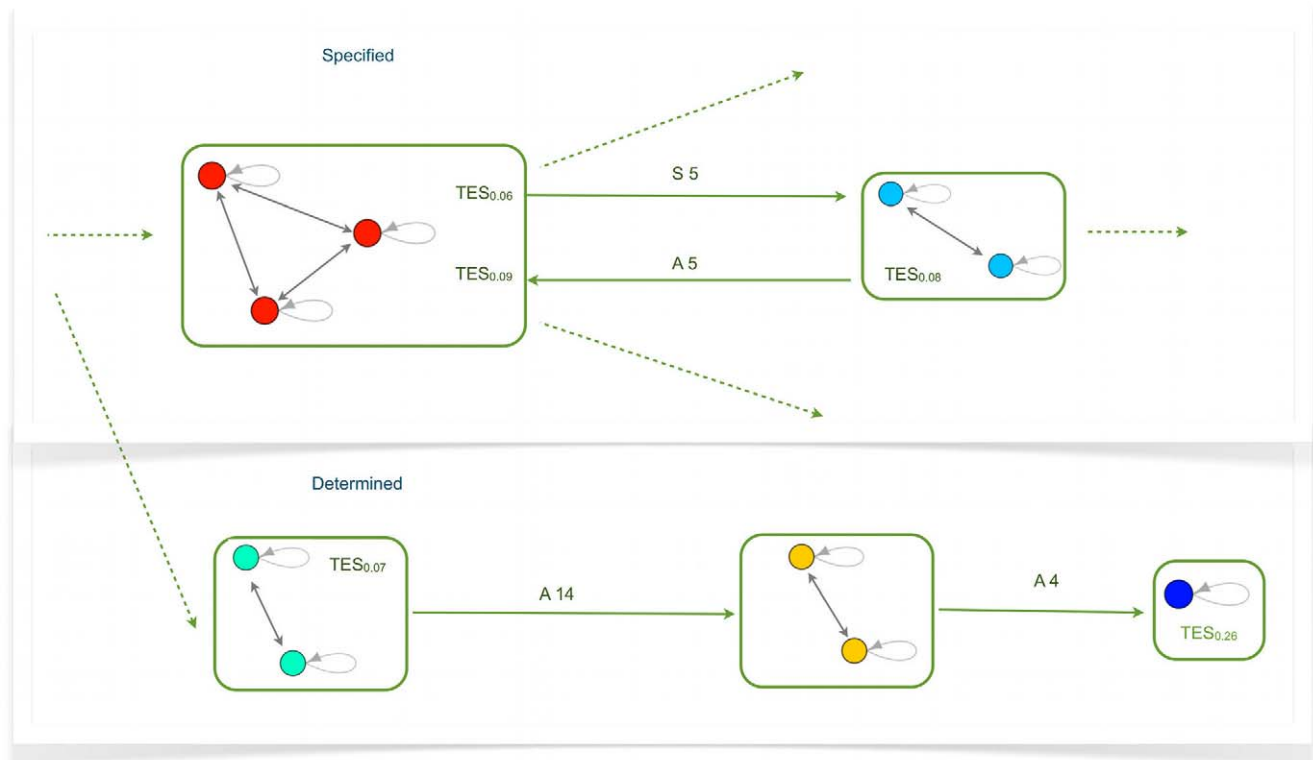 Specified
S 5
TES0.06
TES0.09
A 5
TES0.08
Determined
TES0.07
A 14
A 4
TES0.26